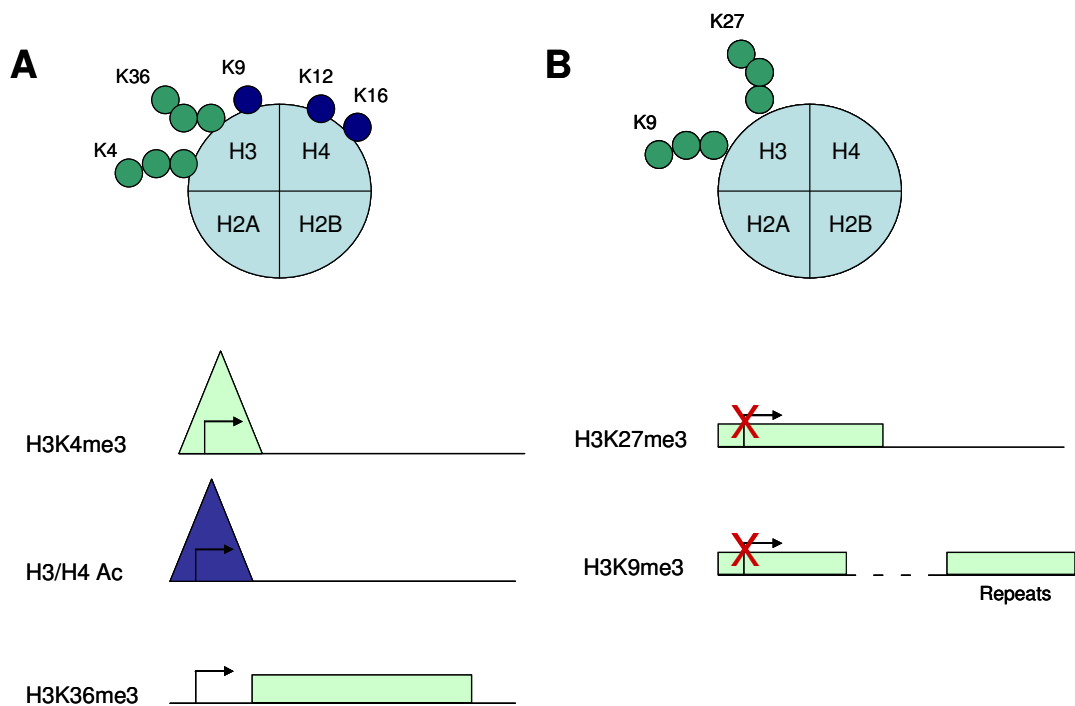 A
K36
K9
K12
K16
K4
H3
H4
H2A
H2B
H3K4me3
H3/H4 Ac
H3K36me3
B
K27
K9
H3
H4
H2A
H2B
H3K27me3
X
H3K9me3
X
Repeats